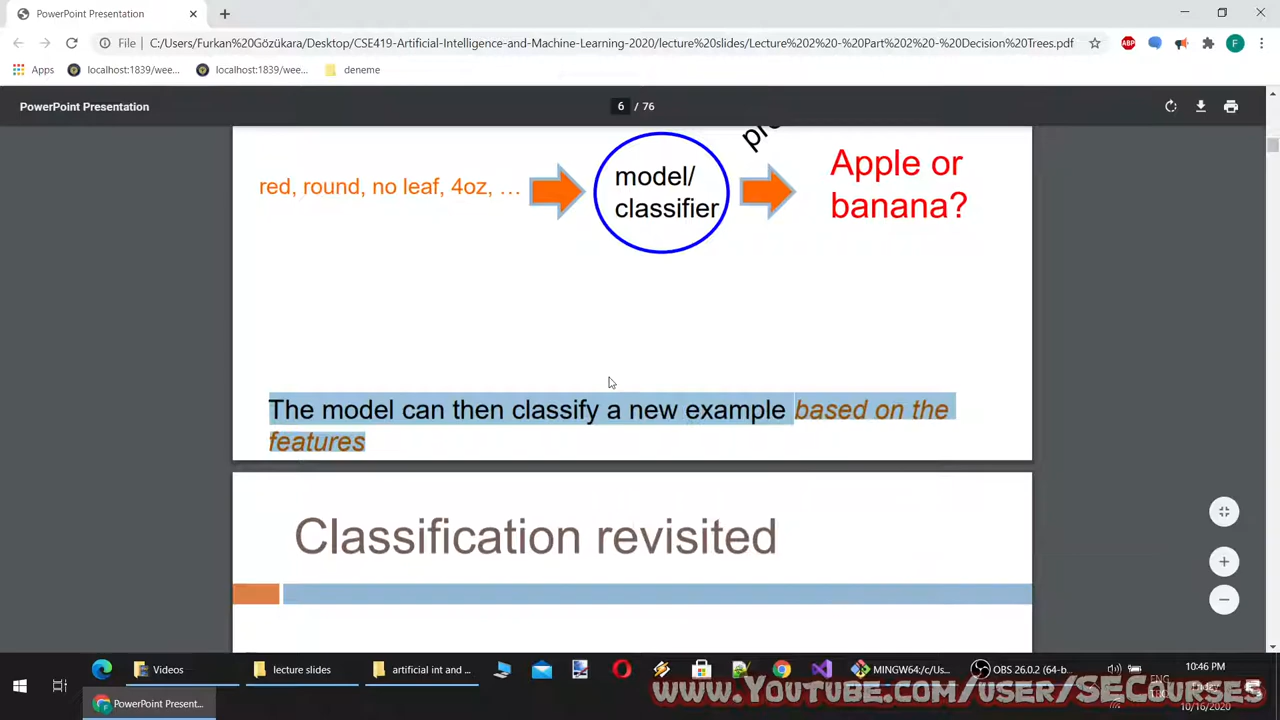 PowerPoint Presentation
File
C:/Users/Furkan%20Gözükara/Desktop/CSE419-Artificial-Intelligence-and-Machine-Learning-2020/lecture%20slides/Lecture%202%20-%20Part%202%20-%20Decision%20Trees.pdf
ABP
F
Apps
localhost:1839/wee...
localhost:1839/wee...
deneme
PowerPoint Presentation
6 / 76
red, round, no leaf, 4oz, …
model/
classifier
Apple or
banana?
The model can then classify a new example based on the
features
Classification revisited
Videos
lecture slides
artificial int and ...
MINGW64:/c/Us...
OBS 26.0.2 (64-b...
10:46 PM
ENG
10/16/2020
PowerPoint Present...
www.Youtube.com/user/SECourses